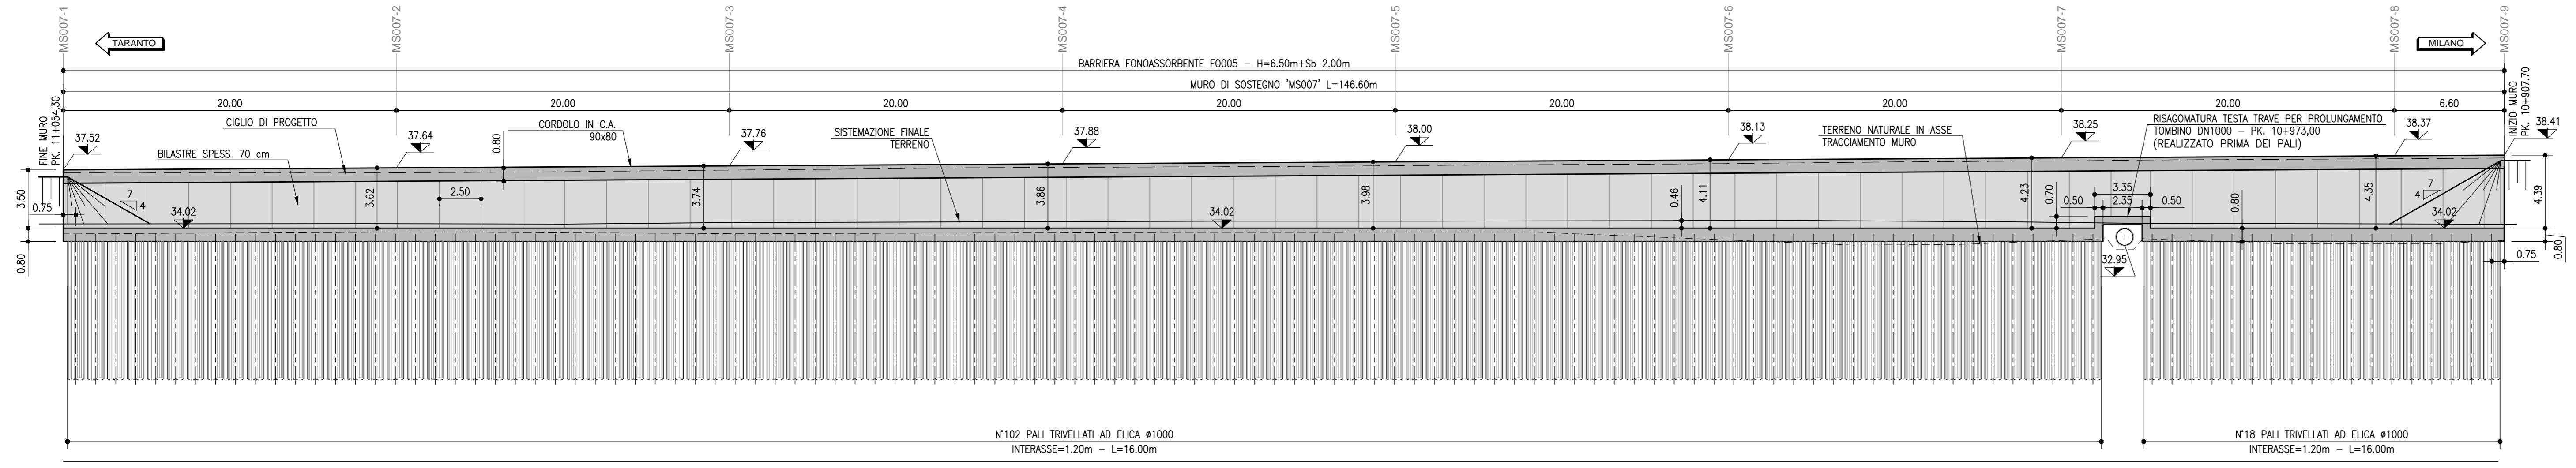 MS007-1
MS007-2
MS007-3
MS007-4
MS007-5
MS007-6
MS007-7
MS007-8
MS007-9
TARANTO
MILANO
BARRIERA FONOASSORBENTE FO005 - H=6.50m+Sb 2.00m
MURO DI SOSTEGNO 'MS007' L=146.60m
20.00
20.00
20.00
20.00
20.00
20.00
20.00
6.60
FINE MURO
PK. 11+054.30
INIZIO MURO
PK. 10+907.70
37.52
37.64
37.76
37.88
38.00
38.13
38.25
38.37
38.41
CIGLIO DI PROGETTO
BILASTRE SPESS. 70 cm.
0.80
CORDOLO IN C.A.
90x80
SISTEMAZIONE FINALE
TERRENO
TERRENO NATURALE IN ASSE
TRACCIAMENTO MURO
RISAGOMATURA TESTA TRAVE PER PROLUNGAMENTO
TOMBINO DN1000 - PK. 10+973,00
(REALIZZATO PRIMA DEI PALI)
3.50
0.75
0.80
7
4
34.02
3.62
2.50
3.74
3.86
34.02
3.98
0.46
4.11
4.23
0.70
3.35
0.50
2.35
0.50
32.95
0.80
4.35
7
4
34.02
4.39
0.80
0.75
N°102 PALI TRIVELLATI AD ELICA ø1000
INTERASSE=1.20m - L=16.00m
N°18 PALI TRIVELLATI AD ELICA ø1000
INTERASSE=1.20m - L=16.00m